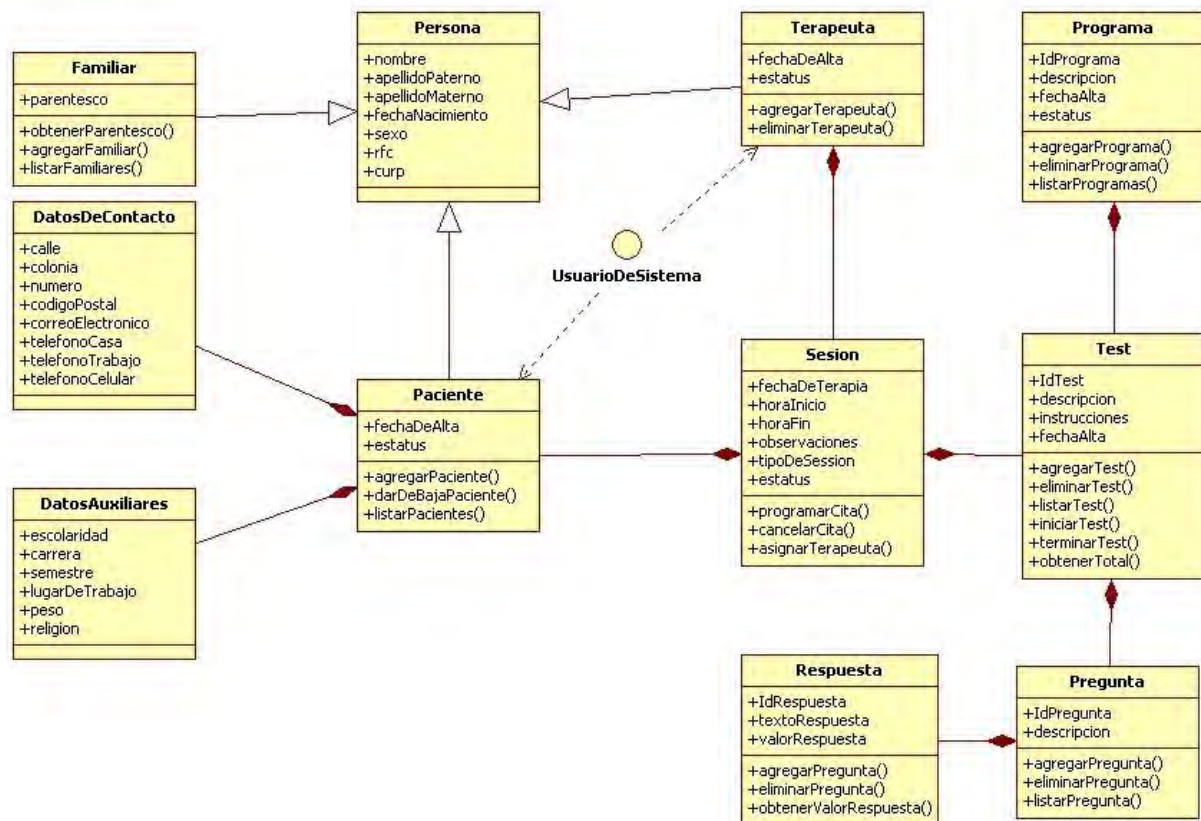 Persona
+nombre
+apellidoPaterno
+apellidoMaterno
+fechaNacimiento
+sexo
+rfc
+curp
Terapeuta
+fechaDeAlta
+estatus
+agregarTerapeuta()
+eliminarTerapeuta()
Programa
+IdPrograma
+descripcion
+fechaAlta
+estatus
+agregarPrograma()
+eliminarPrograma()
+listarProgramas()
Familiar
+parentesco
+obtenerParentesco()
+agregarFamiliar()
+listarFamiliares()
DatosDeContacto
+calle
+colonia
+numero
+codigoPostal
+correoElectronico
+telefonoCasa
+telefonoTrabajo
+telefonoCelular
UsuarioDeSistema
Paciente
+fechaDeAlta
+estatus
+agregarPaciente()
+darDeBajaPaciente()
+listarPacientes()
Sesion
+fechaDeTerapia
+horaInicio
+horaFin
+observaciones
+tipoDeSession
+estatus
+programarCita()
+cancelarCita()
+asignarTerapeuta()
Test
+IdTest
+descripcion
+instrucciones
+fechaAlta
+agregarTest()
+eliminarTest()
+listarTest()
+iniciarTest()
+terminarTest()
+obtenerTotal()
DatosAuxiliares
+escolaridad
+carrera
+semestre
+lugarDeTrabajo
+peso
+religion
Respuesta
+IdRespuesta
+textoRespuesta
+valorRespuesta
+agregarPregunta()
+eliminarPregunta()
+obtenerValorRespuesta()
Pregunta
+IdPregunta
+descripcion
+agregarPregunta()
+eliminarPregunta()
+listarPregunta()